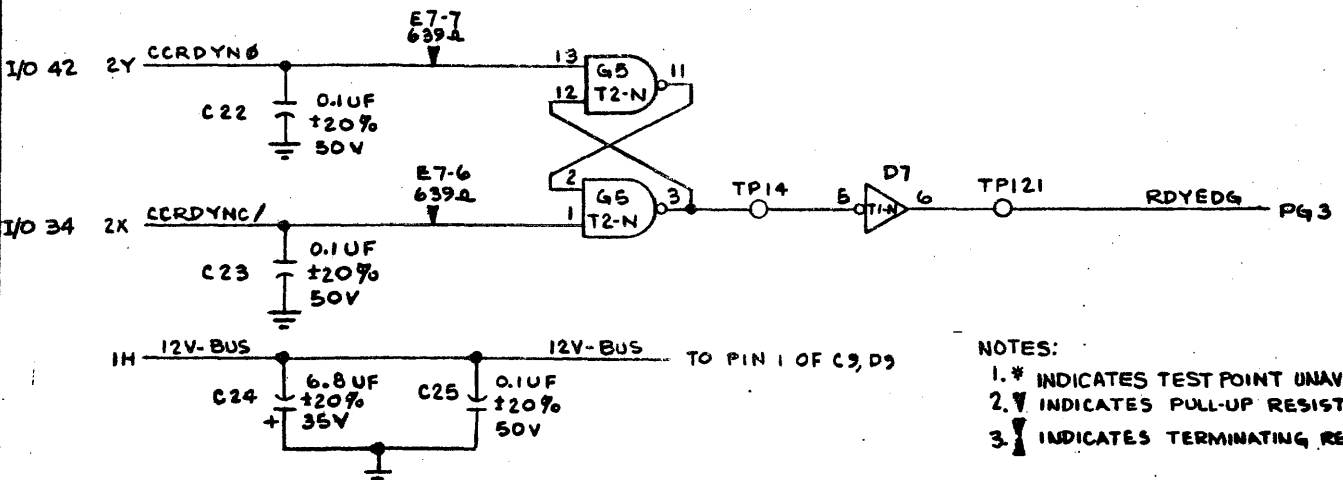 E7-7
639Ω
I/O 42 2Y CCRDYNØ
13 G5 11
12 T2-N
C22 0.1UF
±20%
50V
E7-6
639Ω
2 G5 3
1 T2-N
TP14 5 D7 T1-N 6 TP121 RDYEDG PG3
I/O 34 2X CCRDYNC/
C23 0.1UF
±20%
50V
1H 12V-BUS 12V-BUS TO PIN 1 OF C9, D9
C24 6.8UF
±20%
+ 35V
C25 0.1UF
±20%
50V
NOTES:
1. * INDICATES TEST POINT UNAV
2. ▼ INDICATES PULL-UP RESIST
3. INDICATES TERMINATING RE